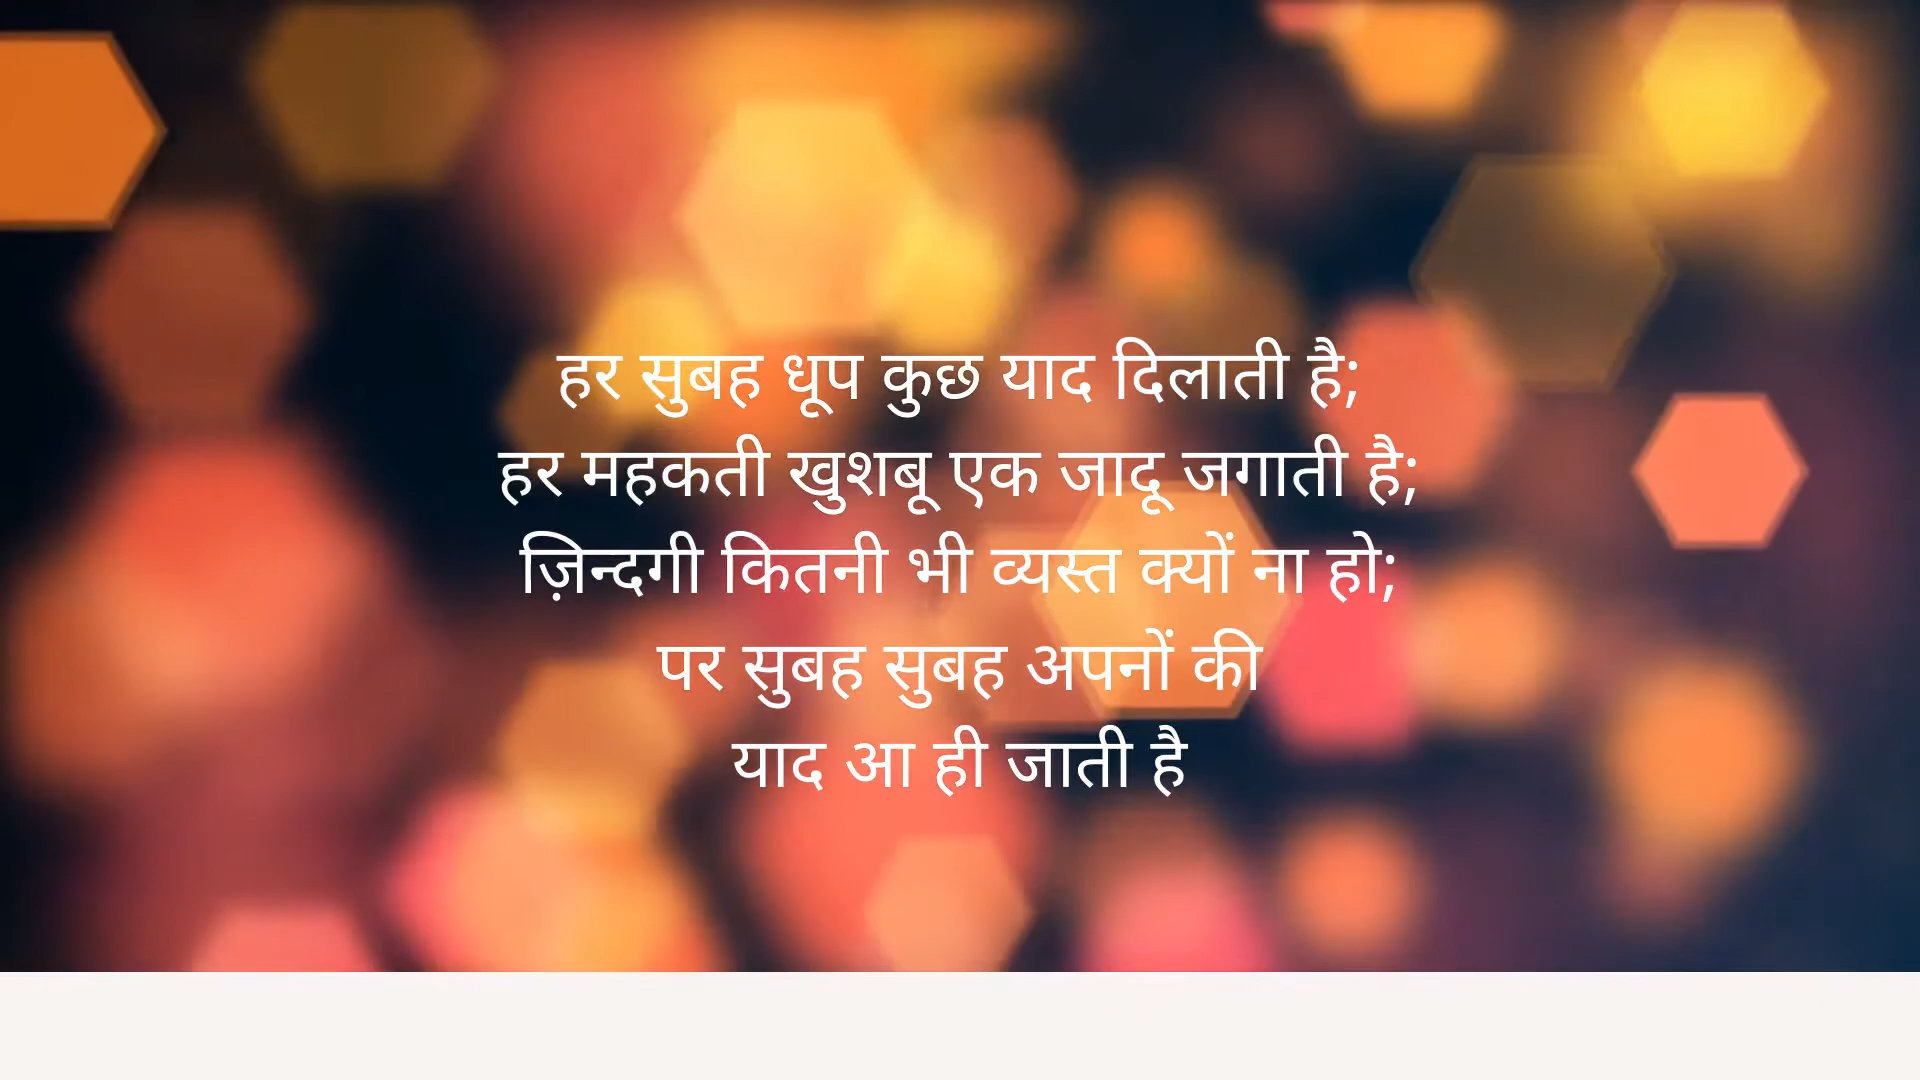 हर सुबह धूप कुछ याद दिलाती है;
हर महकती खुशबू एक जादू जगाती है;
ज़िन्दगी कितनी भी व्यस्त क्यों ना हो;
पर सुबह सुबह अपनों की
याद आ ही जाती है